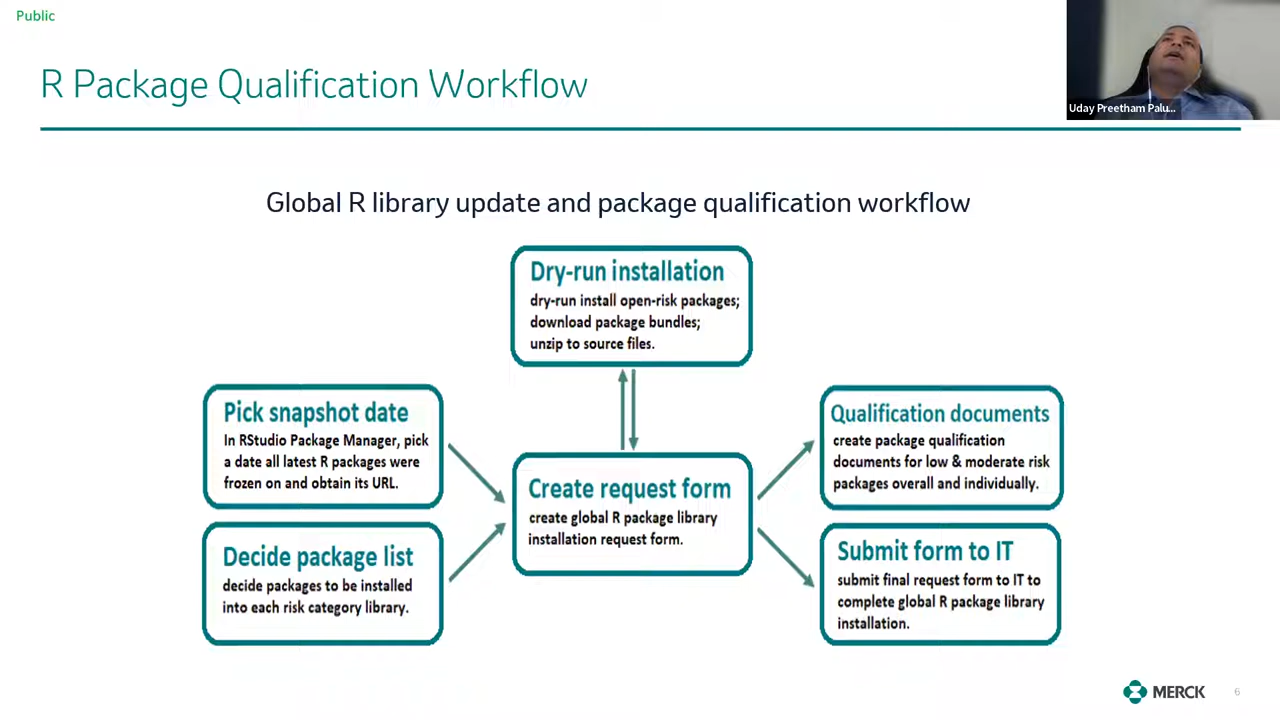 Public
R Package Qualification Workflow
Uday Preetham Palu...
Global R library update and package qualification workflow
Dry-run installation
dry-run install open-risk packages;
download package bundles;
unzip to source files.
Pick snapshot date
In RStudio Package Manager, pick
a date all latest R packages were
frozen on and obtain its URL.
Decide package list
decide packages to be installed
into each risk category library.
Create request form
create global R package library
installation request form.
Qualification documents
create package qualification
documents for low & moderate risk
packages overall and individually.
Submit form to IT
submit final request form to IT to
complete global R package library
installation.
MERCK
6